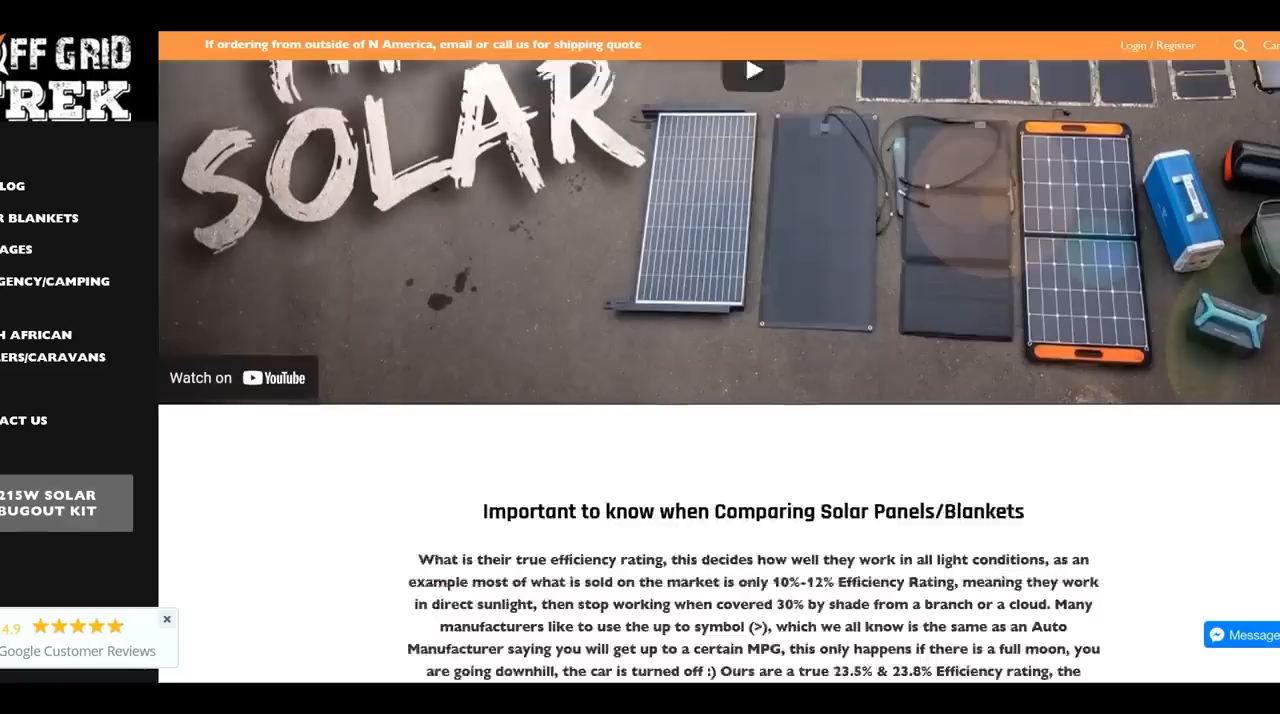 OFF GRID
TREK
If ordering from outside of N America, email or call us for shipping quote
Login / Register
SOLAR
LOG
R BLANKETS
AGES
GENCY/CAMPING
H AFRICAN
LERS/CARAVANS
ACT US
215W SOLAR
BUGOUT KIT
Watch on YouTube
Important to know when Comparing Solar Panels/Blankets
What is their true efficiency rating, this decides how well they work in all light conditions, as an
example most of what is sold on the market is only 10%-12% Efficiency Rating, meaning they work
in direct sunlight, then stop working when covered 30% by shade from a branch or a cloud. Many
manufacturers like to use the up to symbol (>), which we all know is the same as an Auto
Manufacturer saying you will get up to a certain MPG, this only happens if there is a full moon, you
are going downhill, the car is turned off :) Ours are a true 23.5% & 23.8% Efficiency rating, the
4.9
Google Customer Reviews
Message